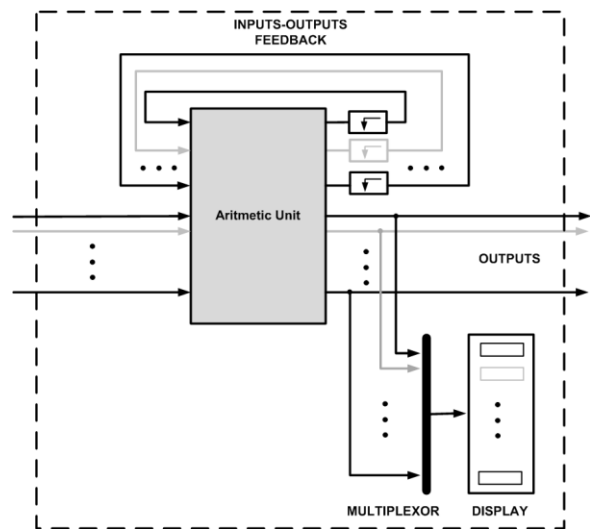 INPUTS-OUTPUTS
FEEDBACK
Aritmetic Unit
OUTPUTS
MULTIPLEXOR
DISPLAY